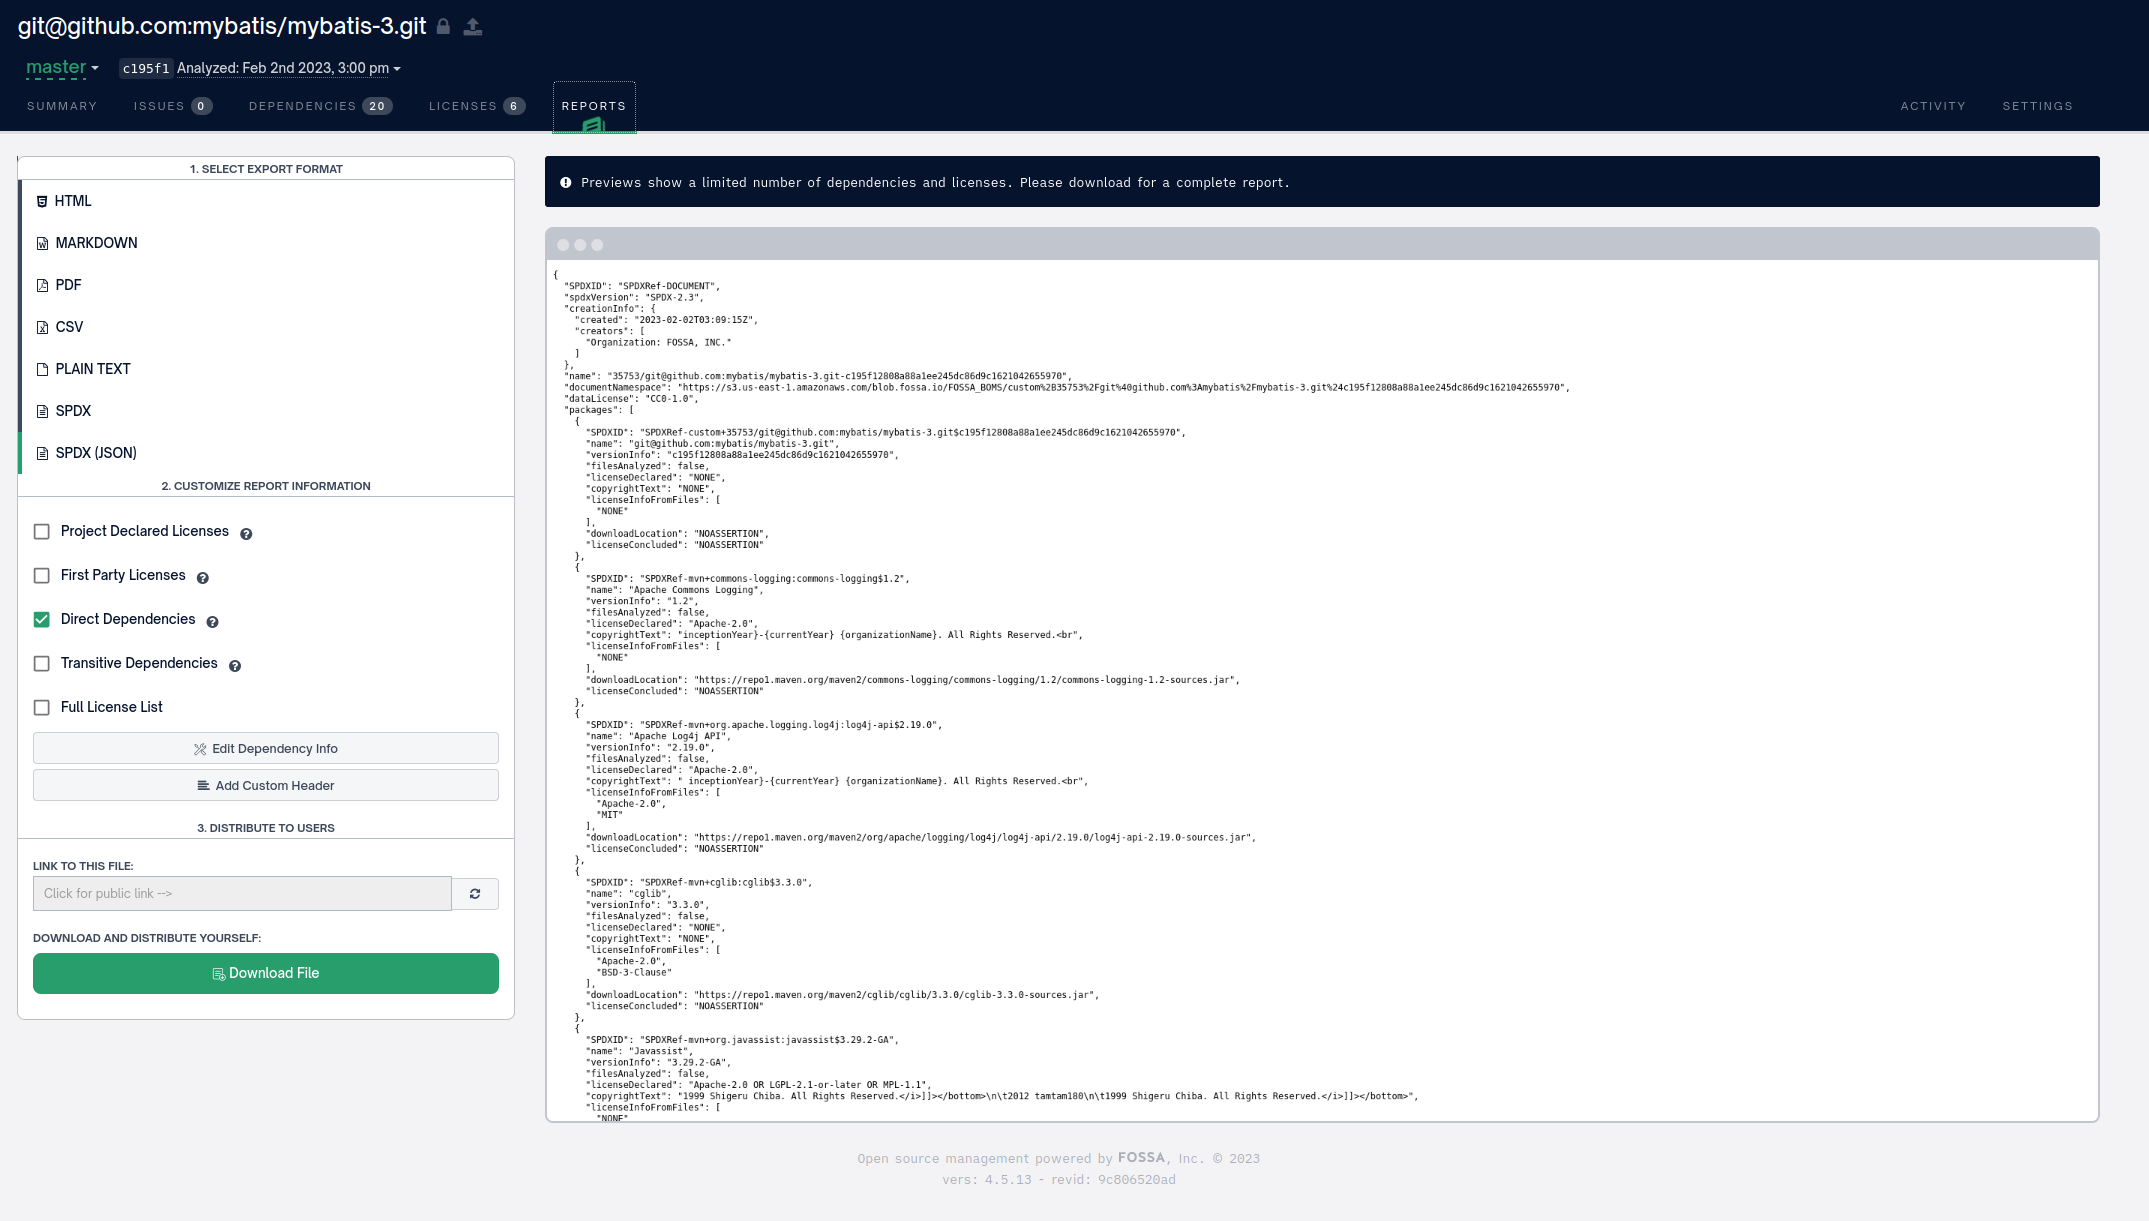 git@github.com:mybatis/mybatis-3.git
master
c195f1 Analyzed: Feb 2nd 2023, 3:00 pm
SUMMARY ISSUES 0 DEPENDENCIES 20 LICENSES 6 REPORTS ACTIVITY SETTINGS
1. SELECT EXPORT FORMAT
HTML
MARKDOWN
PDF
CSV
PLAIN TEXT
SPDX
SPDX (JSON)
2. CUSTOMIZE REPORT INFORMATION
Project Declared Licenses
First Party Licenses
Direct Dependencies
Transitive Dependencies
Full License List
Edit Dependency Info
Add Custom Header
3. DISTRIBUTE TO USERS
LINK TO THIS FILE:
Click for public link -->
DOWNLOAD AND DISTRIBUTE YOURSELF:
Download File
Previews show a limited number of dependencies and licenses. Please download for a complete report.
{
"SPDXID": "SPDXRef-DOCUMENT",
"spdxVersion": "SPDX-2.3",
"creationInfo": {
"created": "2023-02-02T03:09:15Z",
"creators": [
"Organization: FOSSA, INC."
]
},
"name": "35753/git@github.com:mybatis/mybatis-3.git-c195f12808a88a1ee245dc86d9c1621042655970",
"documentNamespace": "https://s3.us-east-1.amazonaws.com/blob.fossa.io/FOSSA_BOMS/custom%2B35753%2Fgit%40github.com%3Amybatis%2Fmybatis-3.git%24c195f12808a88a1ee245dc86d9c1621042655970",
"dataLicense": "CC0-1.0",
"packages": [
{
"SPDXID": "SPDXRef-custom+35753/git@github.com:mybatis/mybatis-3.git$c195f12808a88a1ee245dc86d9c1621042655970",
"name": "git@github.com:mybatis/mybatis-3.git",
"versionInfo": "c195f12808a88a1ee245dc86d9c1621042655970",
"filesAnalyzed": false,
"licenseDeclared": "NONE",
"copyrightText": "NONE",
"licenseInfoFromFiles": [
"NONE"
],
"downloadLocation": "NOASSERTION",
"licenseConcluded": "NOASSERTION"
},
{
"SPDXID": "SPDXRef-mvn+commons-logging:commons-logging$1.2",
"name": "Apache Commons Logging",
"versionInfo": "1.2",
"filesAnalyzed": false,
"licenseDeclared": "Apache-2.0",
"copyrightText": "inceptionYear}-{currentYear} {organizationName}. All Rights Reserved.<br",
"licenseInfoFromFiles": [
"NONE"
],
"downloadLocation": "https://repo1.maven.org/maven2/commons-logging/commons-logging/1.2/commons-logging-1.2-sources.jar",
"licenseConcluded": "NOASSERTION"
},
{
"SPDXID": "SPDXRef-mvn+org.apache.logging.log4j:log4j-api$2.19.0",
"name": "Apache Log4j API",
"versionInfo": "2.19.0",
"filesAnalyzed": false,
"licenseDeclared": "Apache-2.0",
"copyrightText": " inceptionYear}-{currentYear} {organizationName}. All Rights Reserved.<br",
"licenseInfoFromFiles": [
"Apache-2.0",
"MIT"
],
"downloadLocation": "https://repo1.maven.org/maven2/org/apache/logging/log4j/log4j-api/2.19.0/log4j-api-2.19.0-sources.jar",
"licenseConcluded": "NOASSERTION"
},
{
"SPDXID": "SPDXRef-mvn+cglib:cglib$3.3.0",
"name": "cglib",
"versionInfo": "3.3.0",
"filesAnalyzed": false,
"licenseDeclared": "NONE",
"copyrightText": "NONE",
"licenseInfoFromFiles": [
"Apache-2.0",
"BSD-3-Clause"
],
"downloadLocation": "https://repo1.maven.org/maven2/cglib/cglib/3.3.0/cglib-3.3.0-sources.jar",
"licenseConcluded": "NOASSERTION"
},
{
"SPDXID": "SPDXRef-mvn+org.javassist:javassist$3.29.2-GA",
"name": "Javassist",
"versionInfo": "3.29.2-GA",
"filesAnalyzed": false,
"licenseDeclared": "Apache-2.0 OR LGPL-2.1-or-later OR MPL-1.1",
"copyrightText": "1999 Shigeru Chiba. All Rights Reserved.</i>]]></bottom>\n\t2012 tamtam180\n\t1999 Shigeru Chiba. All Rights Reserved.</i>]]></bottom>",
"licenseInfoFromFiles": [
"NONE"
Open source management powered by FOSSA, Inc. © 2023
vers: 4.5.13 - revid: 9c806520ad